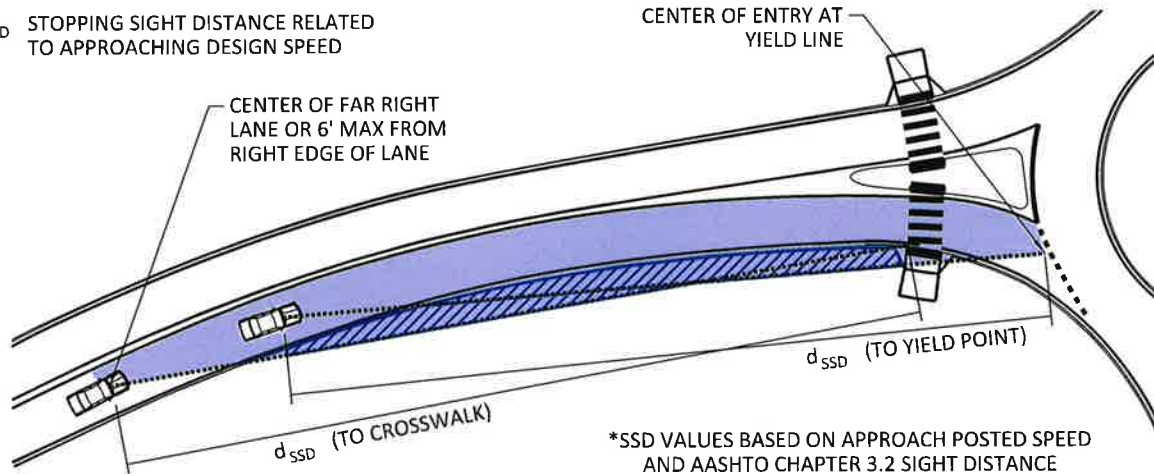 D STOPPING SIGHT DISTANCE RELATED
TO APPROACHING DESIGN SPEED
CENTER OF ENTRY AT
YIELD LINE
CENTER OF FAR RIGHT
LANE OR 6' MAX FROM
RIGHT EDGE OF LANE
dSSD (TO YIELD POINT)
dSSD (TO CROSSWALK)
*SSD VALUES BASED ON APPROACH POSTED SPEED
AND AASHTO CHAPTER 3.2 SIGHT DISTANCE